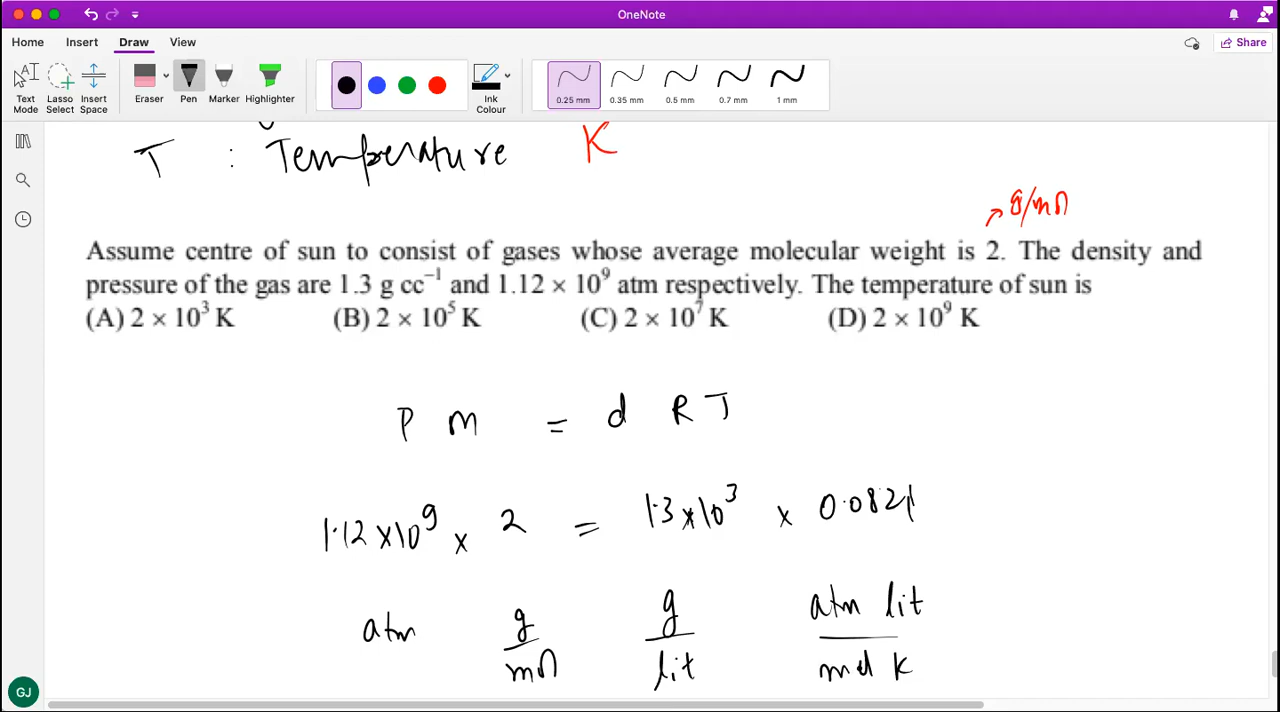 OneNote
Home Insert Draw View
Share
Text Mode
Lasso Select
Insert Space
Eraser
Pen
Marker
Highlighter
Ink Colour
0.25 mm
0.35 mm
0.5 mm
0.7 mm
1 mm
T : Temperature K
g/mol
Assume centre of sun to consist of gases whose average molecular weight is 2. The density and
pressure of the gas are 1.3 g cc⁻¹ and 1.12 × 10⁹ atm respectively. The temperature of sun is
(A) 2 × 10³ K (B) 2 × 10⁵ K (C) 2 × 10⁷ K (D) 2 × 10⁹ K
P M = d R T
1.12 × 10⁹ × 2 = 1.3 × 10³ × 0.0821
atm g/mol g/lit atm lit/mol K
GJ